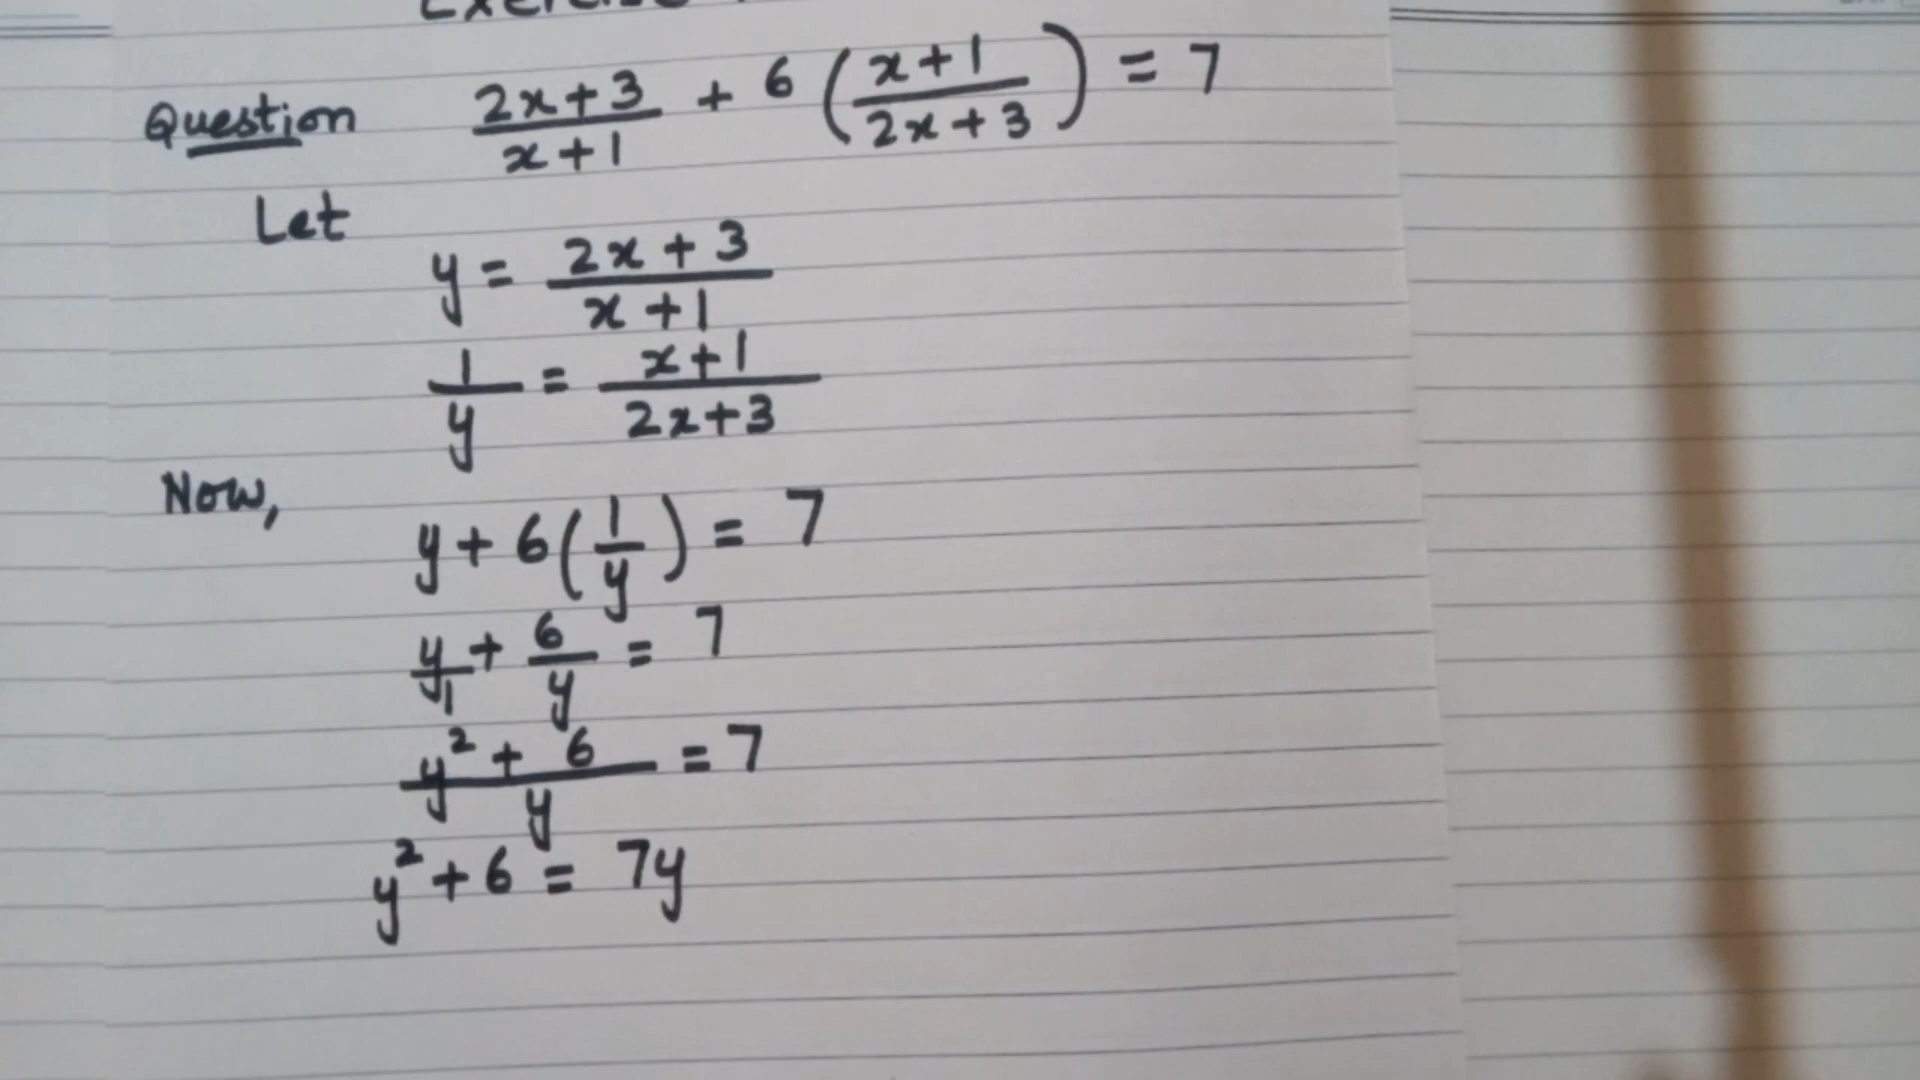 Exercise
Question (2x+3)/(x+1) + 6 ((x+1)/(2x+3)) = 7
Let
y = (2x+3)/(x+1)
1/y = (x+1)/(2x+3)
Now,
y + 6(1/y) = 7
y/1 + 6/y = 7
(y² + 6)/y = 7
y² + 6 = 7y